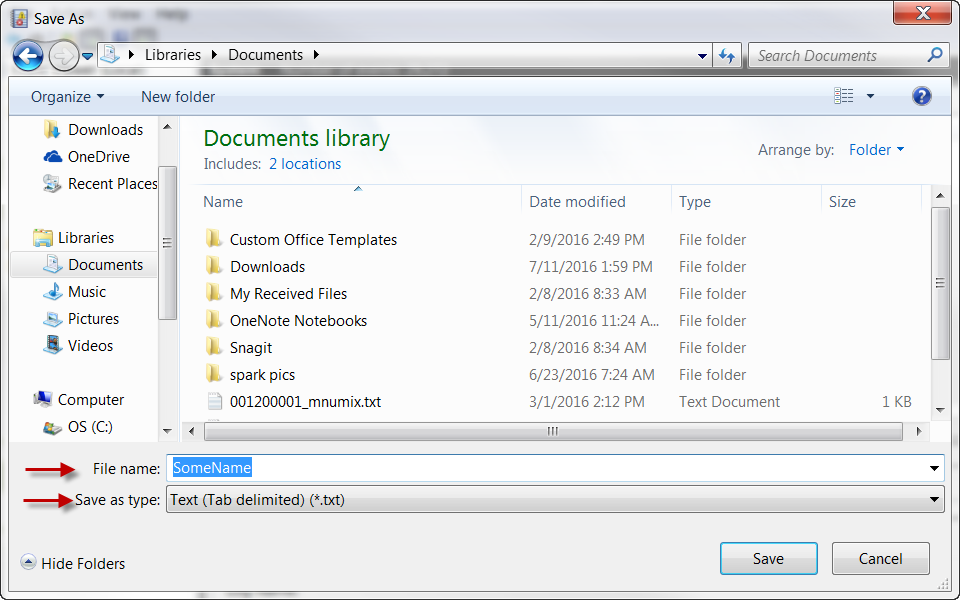 Save As
Libraries Documents
Search Documents
Organize New folder
Downloads
OneDrive
Recent Places
Libraries
Documents
Music
Pictures
Videos
Computer
OS (C:)
Documents library
Includes: 2 locations
Arrange by: Folder
Name Date modified Type Size
Custom Office Templates 2/9/2016 2:49 PM File folder
Downloads 7/11/2016 1:59 PM File folder
My Received Files 2/8/2016 8:33 AM File folder
OneNote Notebooks 5/11/2016 11:24 A... File folder
Snagit 2/8/2016 8:34 AM File folder
spark pics 6/23/2016 7:24 AM File folder
001200001_mnumix.txt 3/1/2016 2:12 PM Text Document 1 KB
File name: SomeName
Save as type: Text (Tab delimited) (*.txt)
Hide Folders
Save Cancel